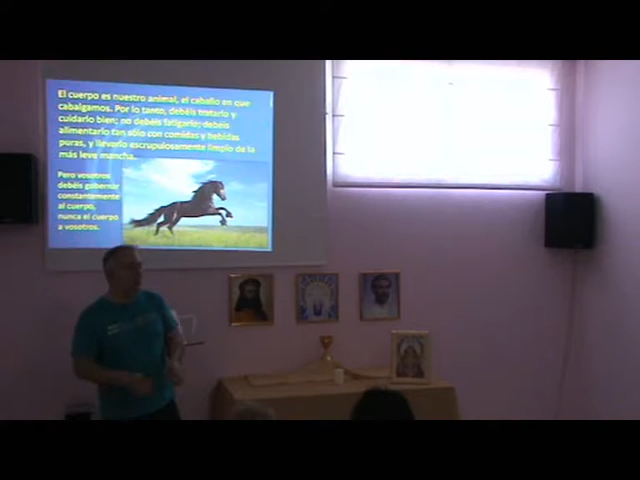 El cuerpo es nuestro animal, el caballo en que
cabalgamos. Por lo tanto, debéis tratarlo y
cuidarlo bien; no debéis fatigarlo; debéis
alimentarlo tan sólo con comidas y bebidas
puras, y llevarlo escrupulosamente limpio de la
más leve mancha.
Pero vosotros
debéis gobernar
constantemente
al cuerpo,
nunca el cuerpo
a vosotros.